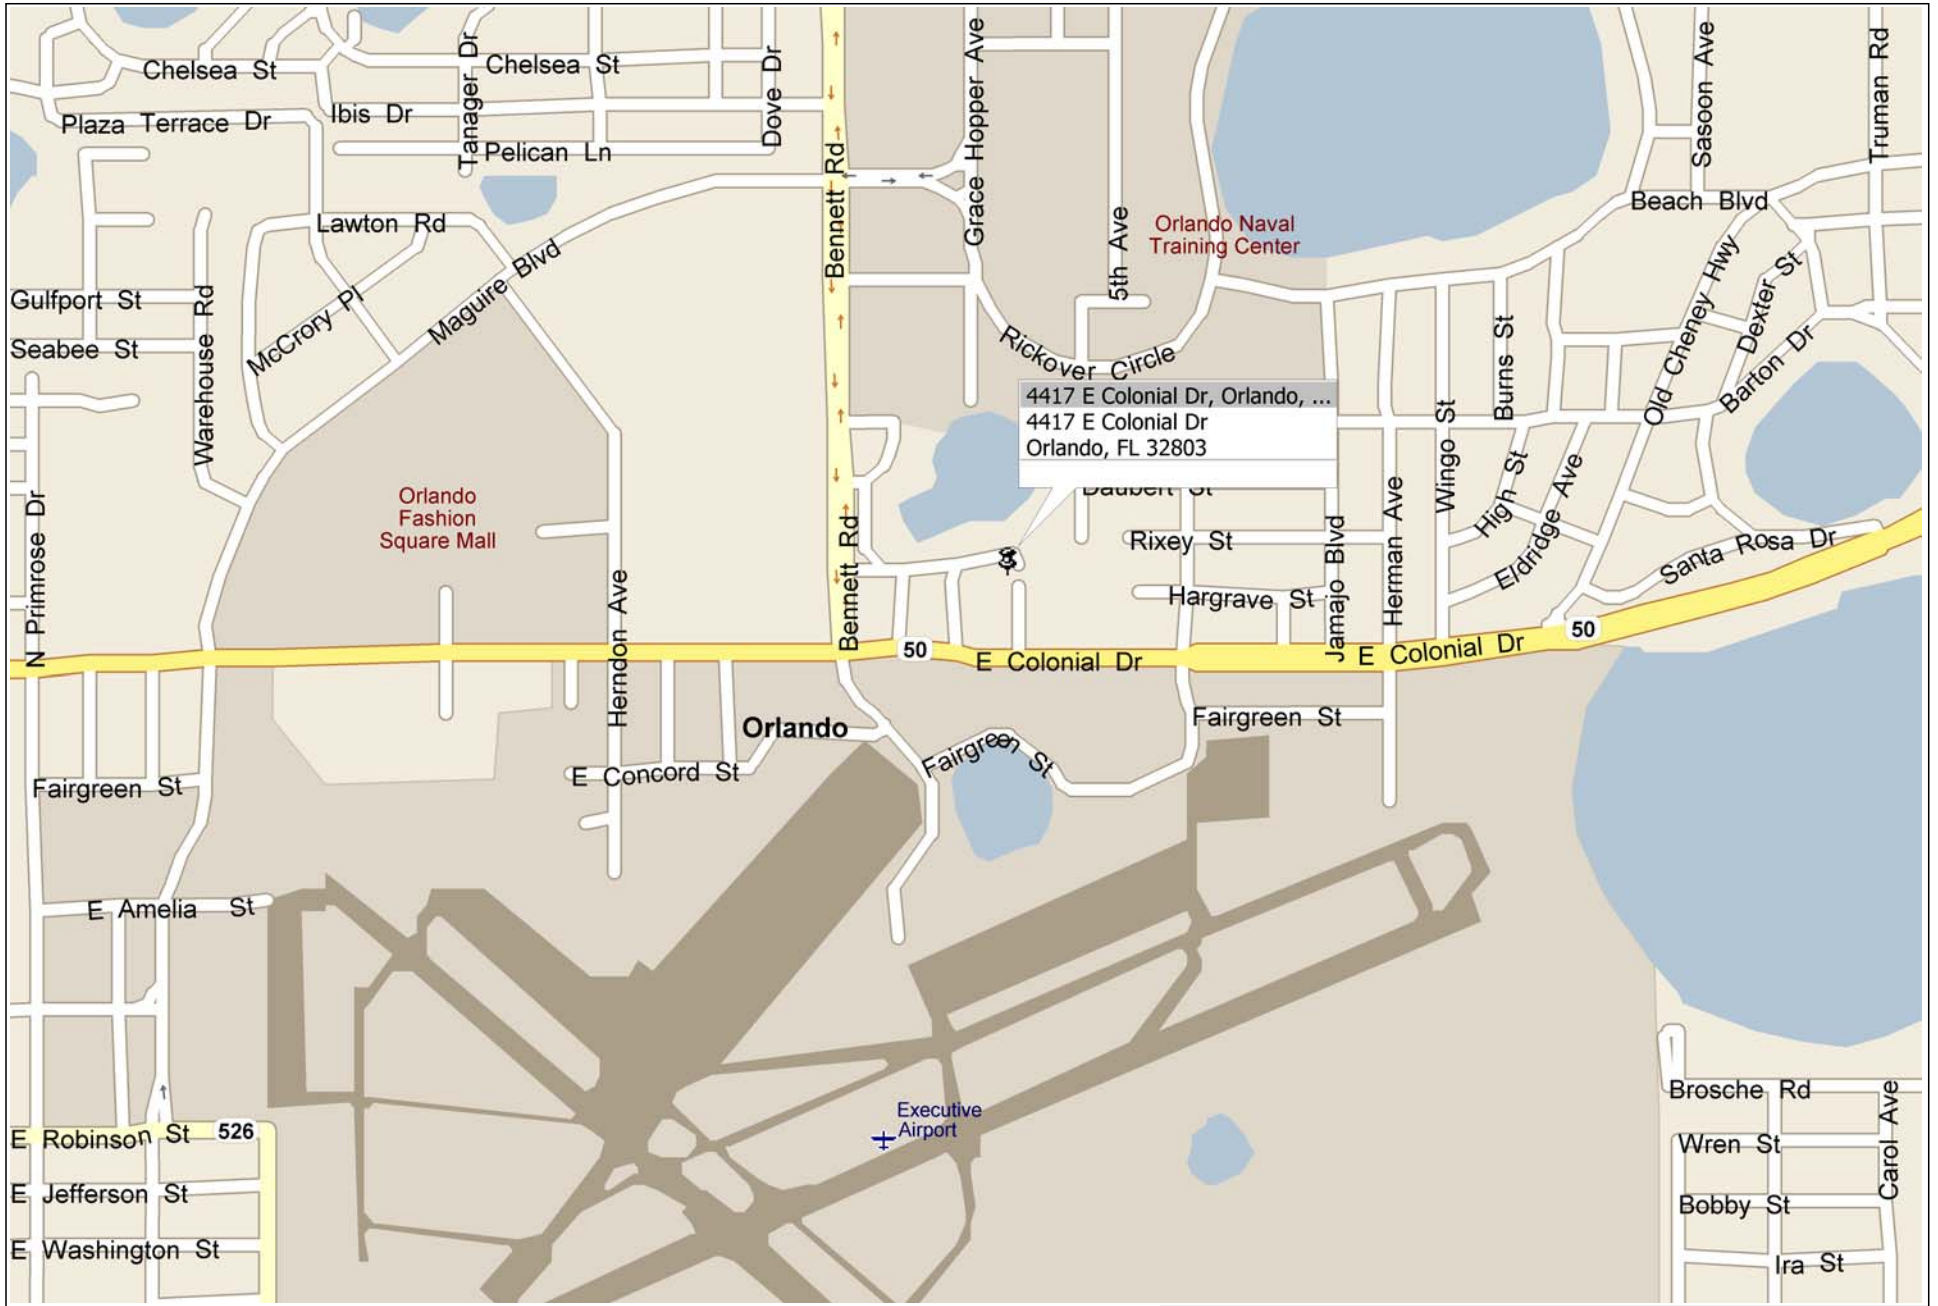 Chelsea St
Chelsea St
Tanager Dr
Dove Dr
Grace Hopper Ave
Sasoon Ave
Truman Rd
Plaza Terrace Dr
Ibis Dr
Pelican Ln
Bennett Rd
5th Ave
Orlando Naval
Training Center
Beach Blvd
Lawton Rd
Maguire Blvd
McCrory Pl
Gulfport St
Seabee St
Warehouse Rd
Rickover Circle
Burns St
Old Cheney Hwy
Dexter St
Barton Dr
4417 E Colonial Dr, Orlando, ...
4417 E Colonial Dr
Orlando, FL 32803
Daubert St
Wingo St
High St
Eldridge Ave
Orlando
Fashion
Square Mall
N Primrose Dr
Herndon Ave
Bennett Rd
Rixey St
Hargrave St
Jamajo Blvd
Herman Ave
Santa Rosa Dr
50
E Colonial Dr
E Colonial Dr
50
Orlando
Fairgreen St
Fairgreen St
E Concord St
Fairgreen St
E Amelia St
Executive
Airport
E Robinson St
526
E Jefferson St
E Washington St
Brosche Rd
Wren St
Carol Ave
Bobby St
Ira St